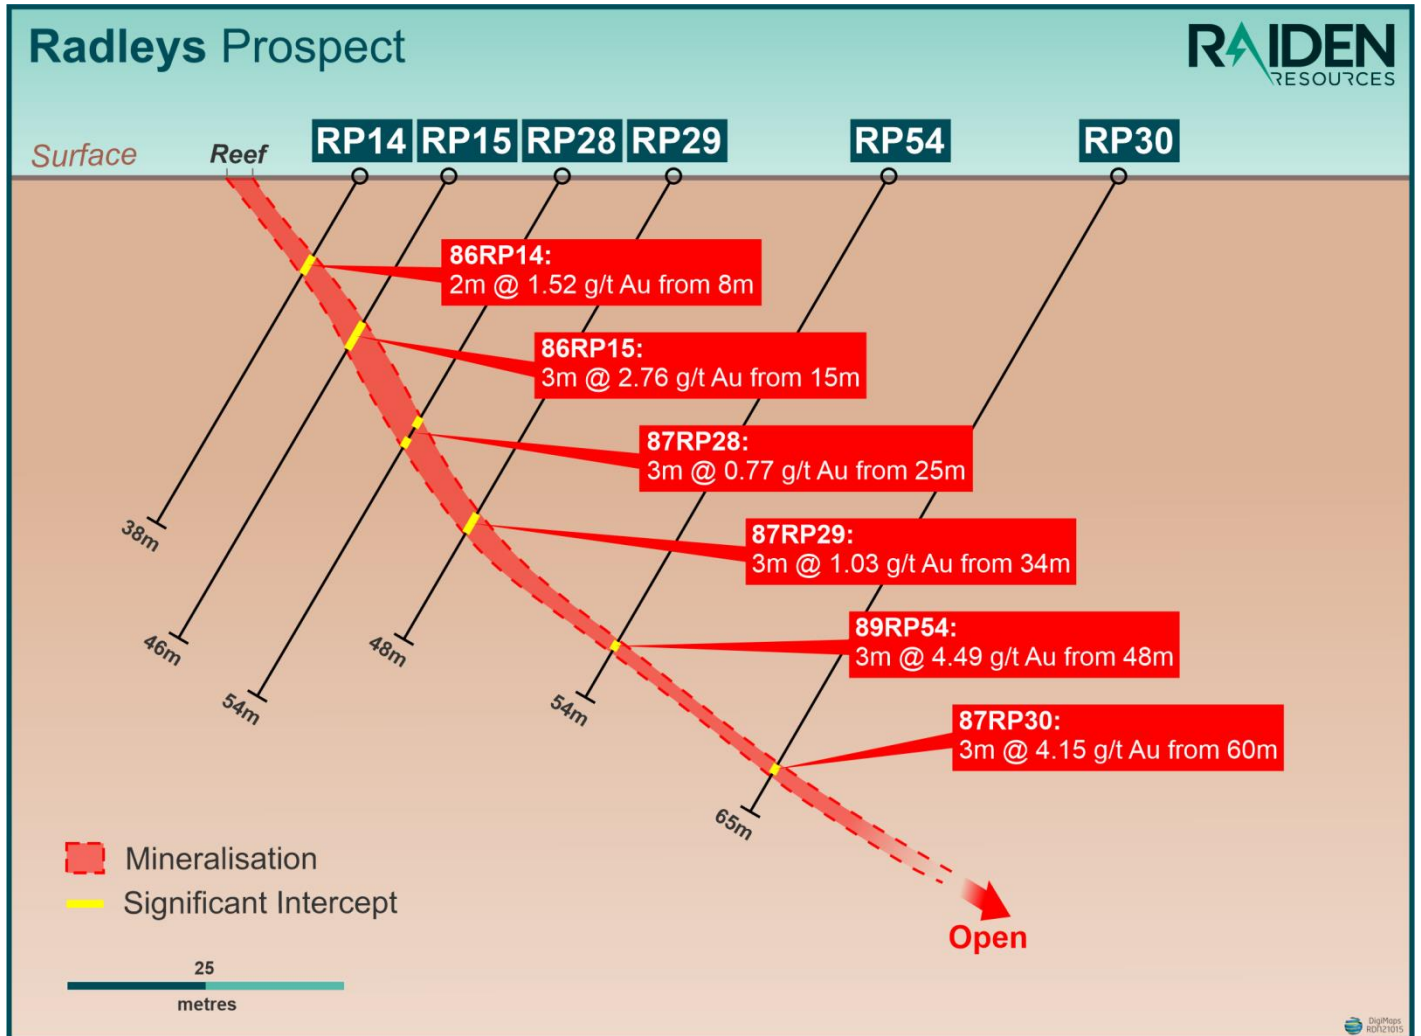 Radleys Prospect
RAIDEN
RESOURCES
Surface
Reef
RP14
RP15
RP28
RP29
RP54
RP30
86RP14:
2m @ 1.52 g/t Au from 8m
86RP15:
3m @ 2.76 g/t Au from 15m
87RP28:
3m @ 0.77 g/t Au from 25m
87RP29:
3m @ 1.03 g/t Au from 34m
89RP54:
3m @ 4.49 g/t Au from 48m
87RP30:
3m @ 4.15 g/t Au from 60m
38m
46m
54m
48m
54m
65m
Mineralisation
Significant Intercept
Open
25
metres
DigiMaps